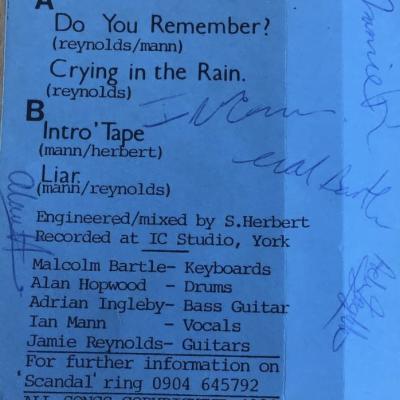 A
Do You Remember?
(reynolds/mann)
Crying in the Rain.
(reynolds)
B
Intro' Tape
(mann/herbert)
Liar.
(mann/reynolds)
Engineered/mixed by S.Herbert
Recorded at IC Studio, York
Malcolm Bartle- Keyboards
Alan Hopwood - Drums
Adrian Ingleby- Bass Guitar
Ian Mann - Vocals
Jamie Reynolds- Guitars
For further information on
'Scandal' ring 0904 645792